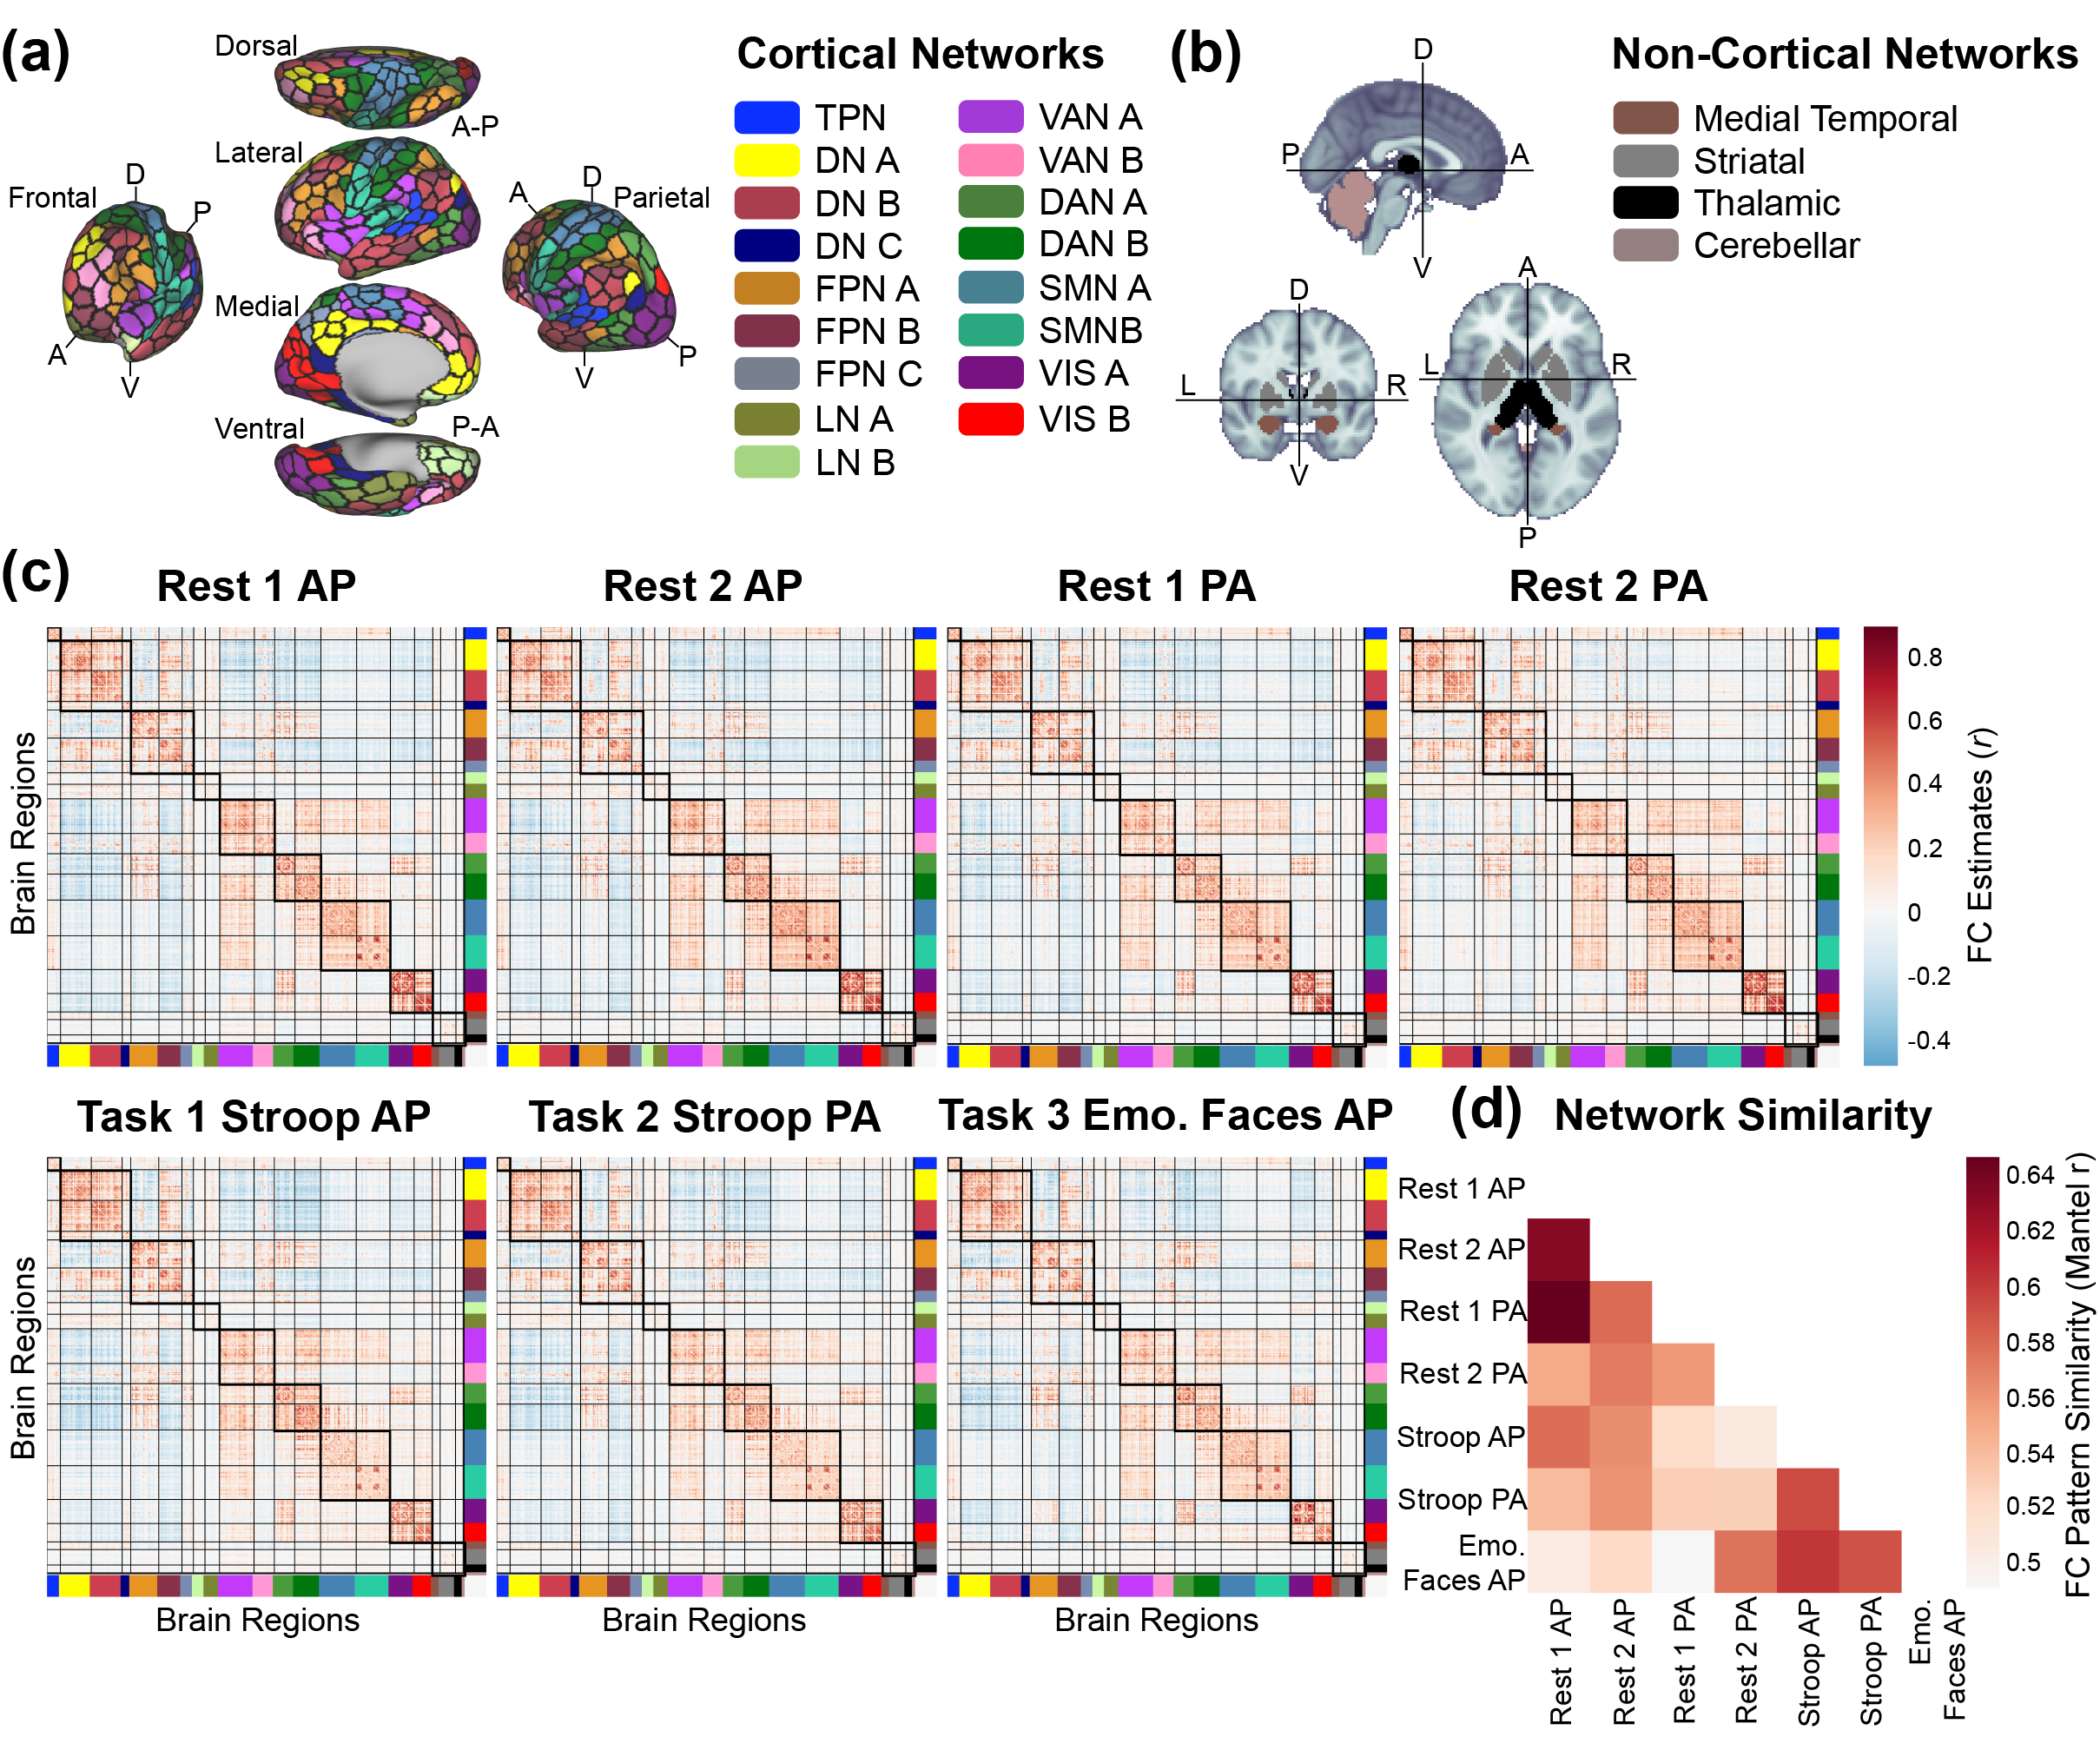 (a)
Dorsal
A-P
Lateral
Frontal
D
P
A
V
Medial
Ventral
P-A
A
D
Parietal
V
P
Cortical Networks
TPN
DN A
DN B
DN C
FPN A
FPN B
FPN C
LN A
LN B
VAN A
VAN B
DAN A
DAN B
SMN A
SMNB
VIS A
VIS B
(b)
D
P
A
V
D
L
R
V
A
L
R
P
Non-Cortical Networks
Medial Temporal
Striatal
Thalamic
Cerebellar
(c)
Rest 1 AP
Rest 2 AP
Rest 1 PA
Rest 2 PA
Brain Regions
0.8
0.6
0.4
0.2
0
-0.2
-0.4
FC Estimates (r)
Task 1 Stroop AP
Task 2 Stroop PA
Task 3 Emo. Faces AP
Brain Regions
Brain Regions
Brain Regions
Brain Regions
(d)
Network Similarity
Rest 1 AP
Rest 2 AP
Rest 1 PA
Rest 2 PA
Stroop AP
Stroop PA
Emo.
Faces AP
Rest 1 AP
Rest 2 AP
Rest 1 PA
Rest 2 PA
Stroop AP
Stroop PA
Emo.
Faces AP
0.64
0.62
0.6
0.58
0.56
0.54
0.52
0.5
FC Pattern Similarity (Mantel r)